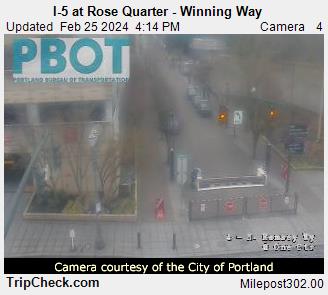 I-5 at Rose Quarter - Winning Way
Updated Feb 25 2024 4:14 PM Camera 4
PBOT
PORTLAND BUREAU OF TRANSPORTATION
Camera courtesy of the City of Portland
TripCheck.com Milepost302.00